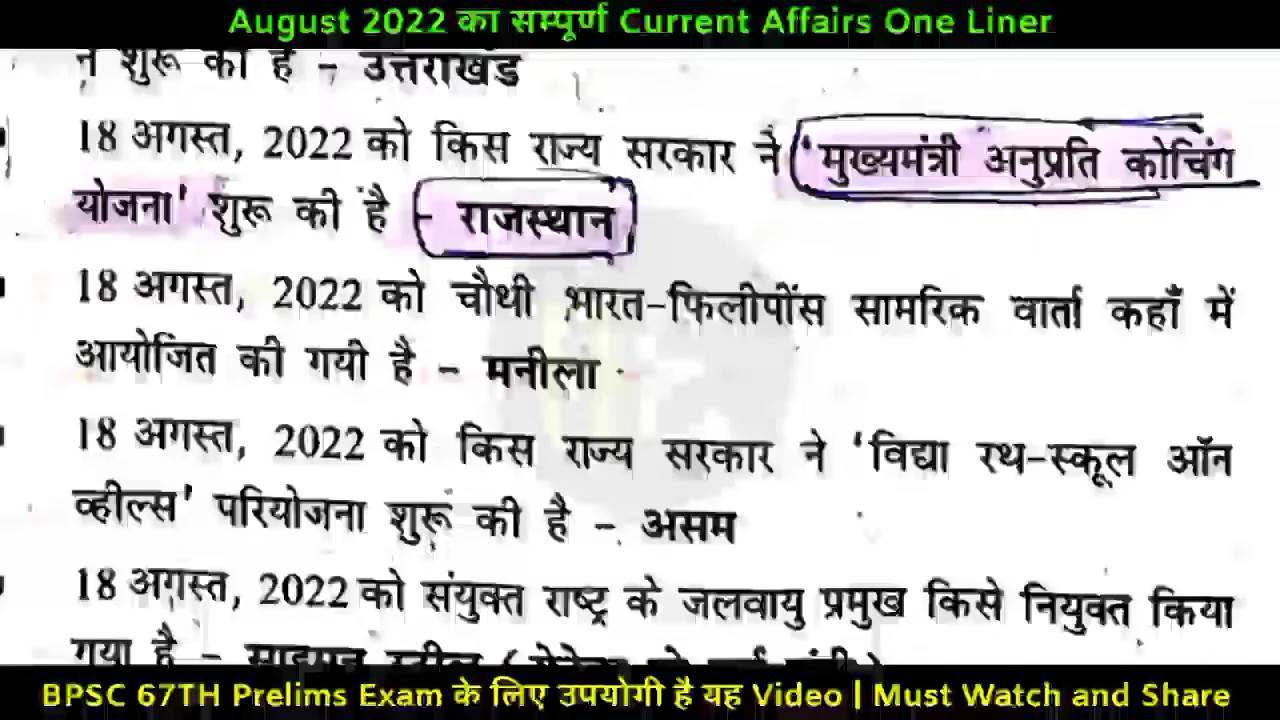 August 2022 का सम्पूर्ण Current Affairs One Liner
न शुरू की है - उत्तराखंड
18 अगस्त, 2022 को किस राज्य सरकार ने 'मुख्यमंत्री अनुप्रति कोचिंग
योजना' शुरू की है - राजस्थान
18 अगस्त, 2022 को चौथी भारत-फिलीपींस सामरिक वार्ता कहाँ में
आयोजित की गयी है - मनीला
18 अगस्त, 2022 को किस राज्य सरकार ने 'विद्या रथ-स्कूल ऑन
व्हील्स' परियोजना शुरू की है - असम
18 अगस्त, 2022 को संयुक्त राष्ट्र के जलवायु प्रमुख किसे नियुक्त किया
गया है -
BPSC 67TH Prelims Exam के लिए उपयोगी है यह Video | Must Watch and Share